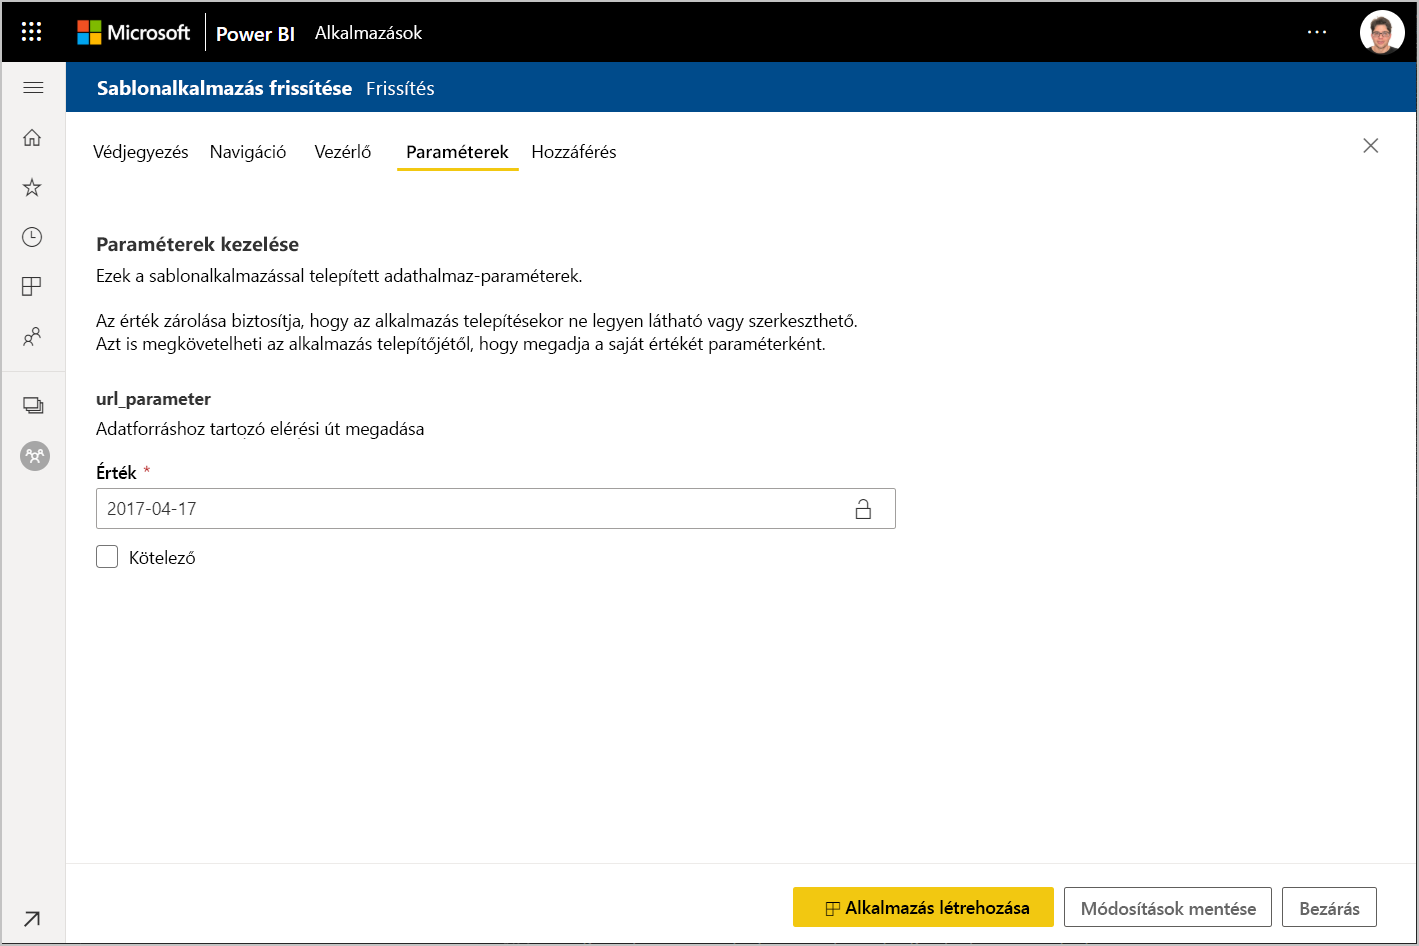 Microsoft Power BI Alkalmazások
Sablonalkalmazás frissítése Frissítés
Védjegyezés Navigáció Vezérlő Paraméterek Hozzáférés
Paraméterek kezelése
Ezek a sablonalkalmazással telepített adathalmaz-paraméterek.
Az érték zárolása biztosítja, hogy az alkalmazás telepítésekor ne legyen látható vagy szerkeszthető.
Azt is megkövetelheti az alkalmazás telepítőjétől, hogy megadja a saját értékét paraméterként.
url_parameter
Adatforráshoz tartozó elérési út megadása
Érték *
2017-04-17
Kötelező
Alkalmazás létrehozása Módosítások mentése Bezárás